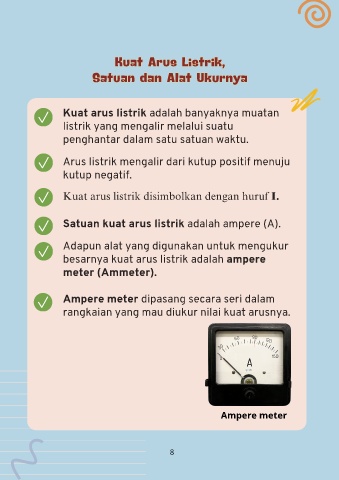 Kuat Arus Listrik,
Satuan dan Alat Ukurnya
Kuat arus listrik adalah banyaknya muatan
listrik yang mengalir melalui suatu
penghantar dalam satu satuan waktu.
Arus listrik mengalir dari kutup positif menuju
kutup negatif.
Kuat arus listrik disimbolkan dengan huruf I.
Satuan kuat arus listrik adalah ampere (A).
Adapun alat yang digunakan untuk mengukur
besarnya kuat arus listrik adalah ampere
meter (Ammeter).
Ampere meter dipasang secara seri dalam
rangkaian yang mau diukur nilai kuat arusnya.
A
Ampere meter
8